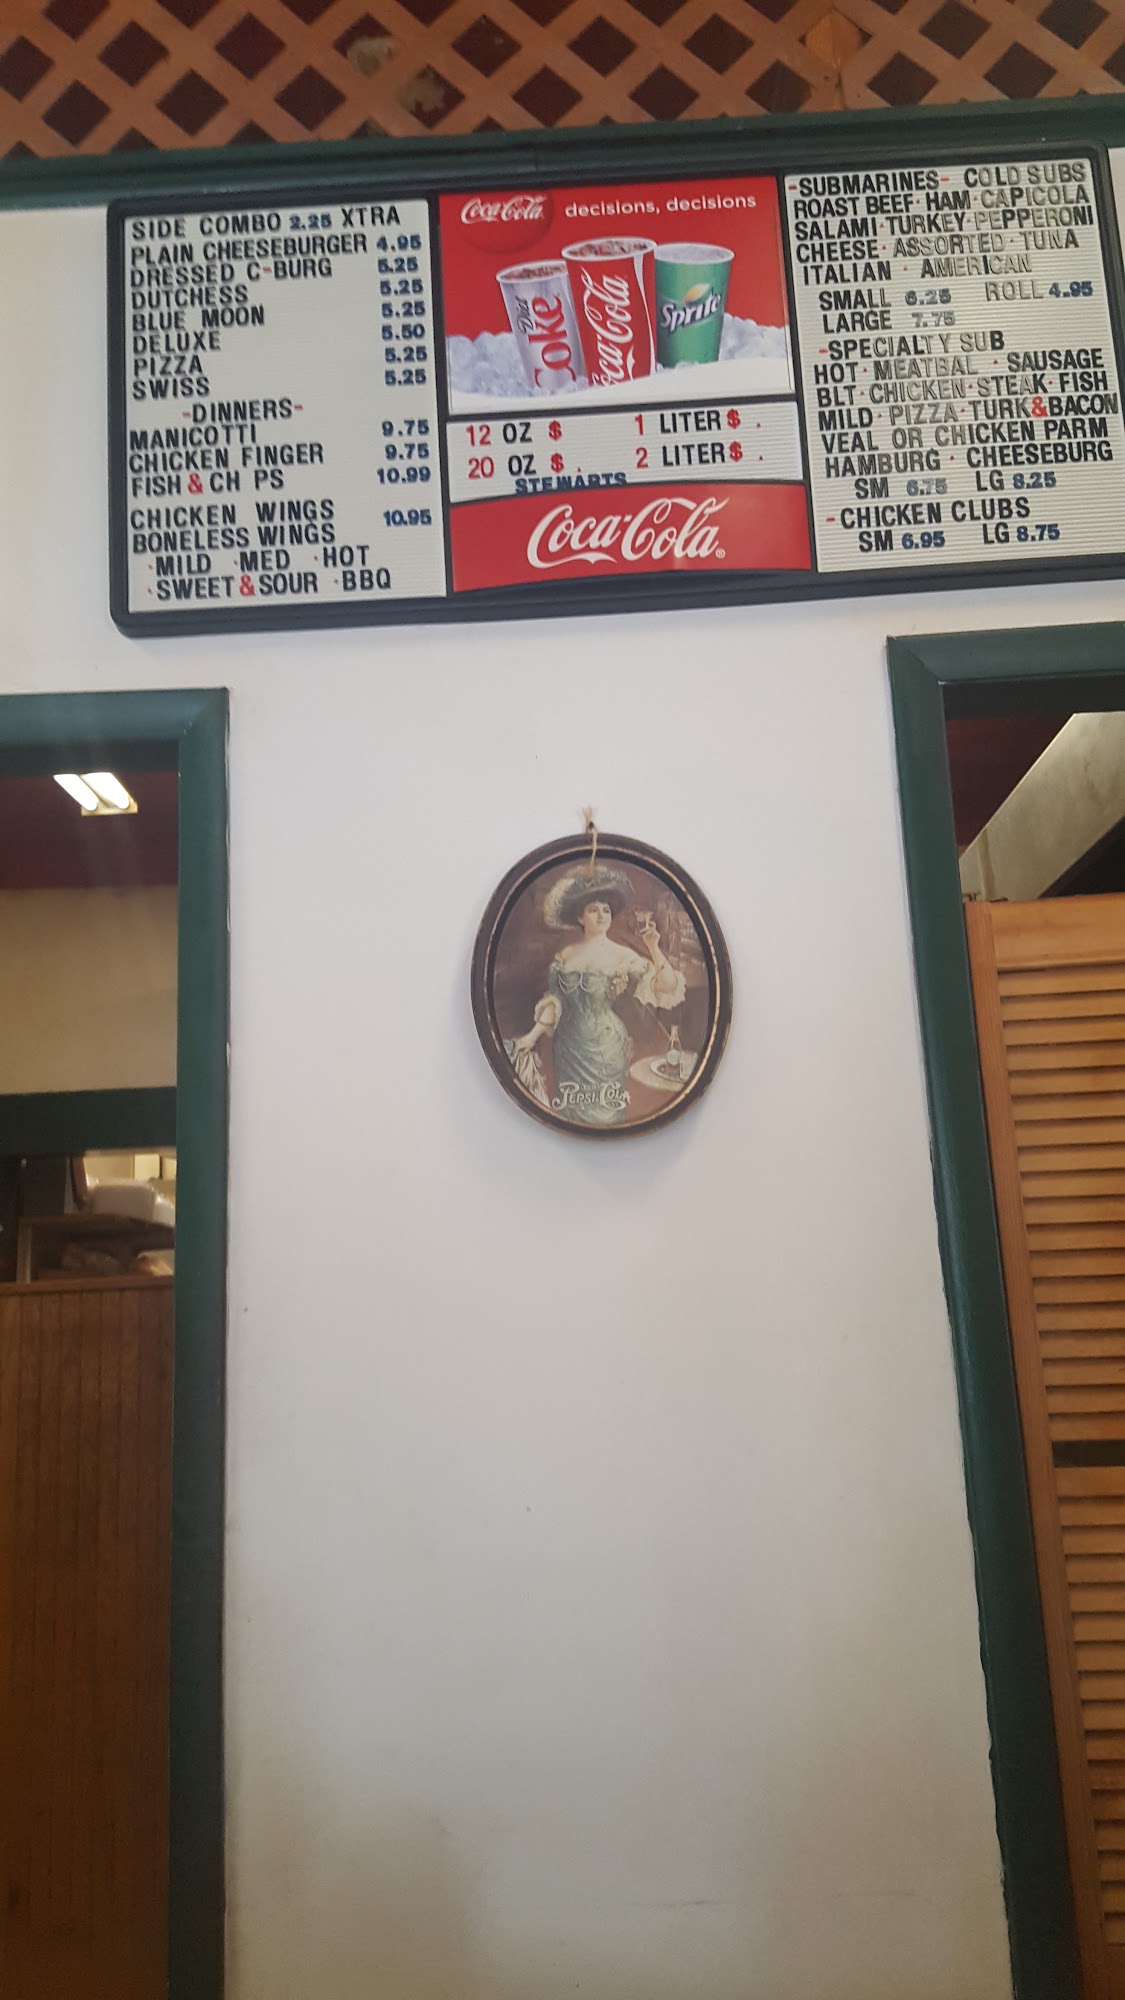 SIDE COMBO 2.25 XTRA
PLAIN CHEESEBURGER 4.95
DRESSED C-BURG 5.25
DUTCHESS 5.25
BLUE MOON 5.25
DELUXE 5.50
PIZZA 5.25
SWISS 5.25
-DINNERS-
MANICOTTI 9.75
CHICKEN FINGER 9.75
FISH & CH PS 10.99
CHICKEN WINGS 10.95
BONELESS WINGS
·MILD ·MED ·HOT
·SWEET & SOUR ·BBQ
Coca-Cola decisions, decisions
Diet Coke
Coca-Cola
Sprite
12 OZ $ 1 LITER $ .
20 OZ $ . 2 LITER $ .
STEWARTS
Coca-Cola
-SUBMARINES- COLD SUBS
ROAST BEEF· HAM·CAPICOLA
SALAMI·TURKEY·PEPPERONI
CHEESE·ASSORTED·TUNA
ITALIAN · AMERICAN
SMALL 6.25 ROLL 4.95
LARGE 7.75
-SPECIALTY SUB
HOT·MEATBAL ·SAUSAGE
BLT·CHICKEN·STEAK·FISH
MILD·PIZZA·TURK&BACON
VEAL OR CHICKEN PARM
HAMBURG · CHEESEBURG
SM 6.75 LG 8.25
-CHICKEN CLUBS
SM 6.95 LG 8.75
PEPSI-COLA